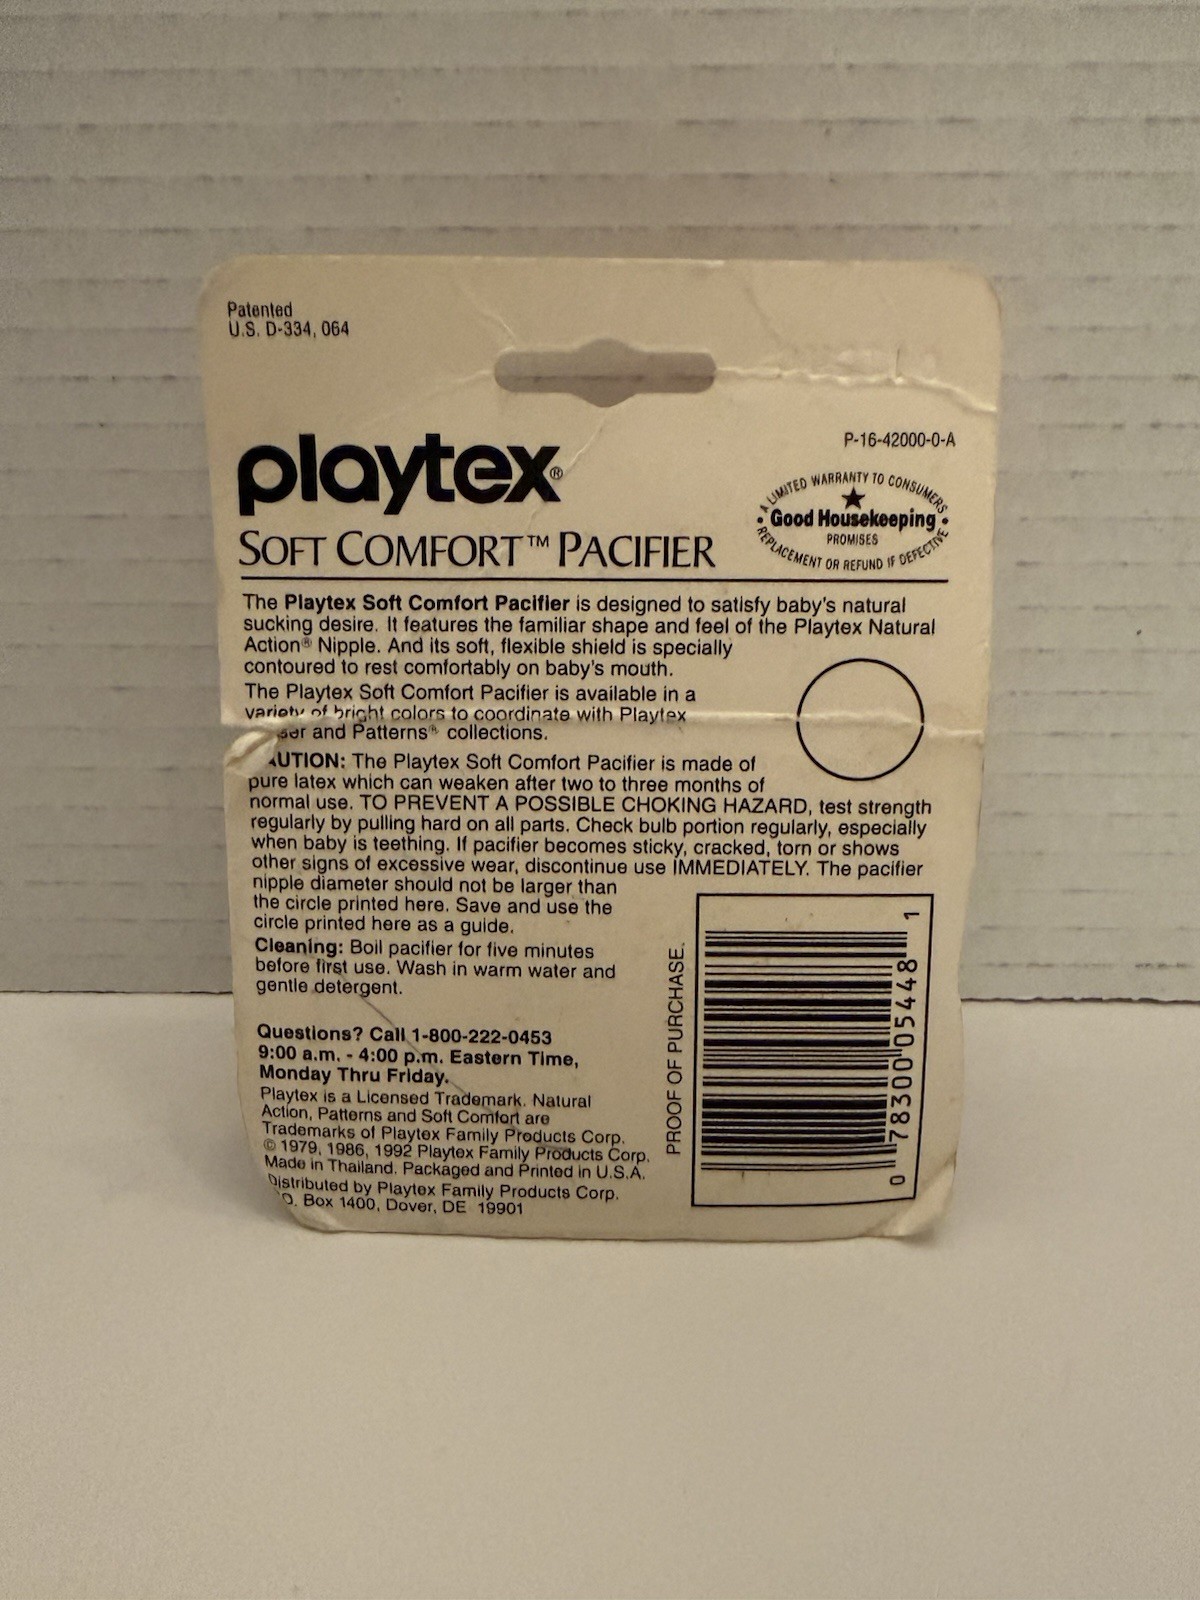 Patented
U.S. D-334, 064
P-16-42000-0-A
playtex®
SOFT COMFORT™ PACIFIER
A LIMITED WARRANTY TO CONSUMERS
Good Housekeeping
PROMISES
REPLACEMENT OR REFUND IF DEFECTIVE
The Playtex Soft Comfort Pacifier is designed to satisfy baby's natural
sucking desire. It features the familiar shape and feel of the Playtex Natural
Action® Nipple. And its soft, flexible shield is specially
contoured to rest comfortably on baby's mouth.
The Playtex Soft Comfort Pacifier is available in a
variety of bright colors to coordinate with Playtex
and Patterns® collections.
AUTION: The Playtex Soft Comfort Pacifier is made of
pure latex which can weaken after two to three months of
normal use. TO PREVENT A POSSIBLE CHOKING HAZARD, test strength
regularly by pulling hard on all parts. Check bulb portion regularly, especially
when baby is teething. If pacifier becomes sticky, cracked, torn or shows
other signs of excessive wear, discontinue use IMMEDIATELY. The pacifier
nipple diameter should not be larger than
the circle printed here. Save and use the
circle printed here as a guide.
Cleaning: Boil pacifier for five minutes
before first use. Wash in warm water and
gentle detergent.
Questions? Call 1-800-222-0453
9:00 a.m. - 4:00 p.m. Eastern Time,
Monday Thru Friday.
Playtex is a Licensed Trademark. Natural
Action, Patterns and Soft Comfort are
Trademarks of Playtex Family Products Corp.
© 1979, 1986, 1992 Playtex Family Products Corp.
Made in Thailand. Packaged and Printed in U.S.A.
Distributed by Playtex Family Products Corp.
O. Box 1400, Dover, DE 19901
PROOF OF PURCHASE.
0 78300 05448 1